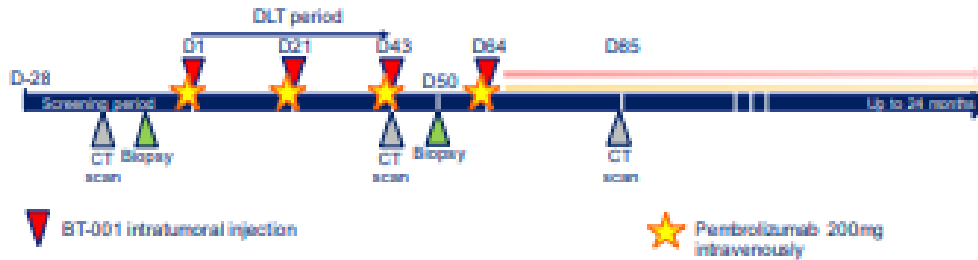 DLT period
D1
D21
D43
D64
D85
D-28
D50
Screening period
Up to 24 months
CT scan
Biopsy
CT scan
Biopsy
CT scan
BT-001 intratumoral injection
Pembrolizumab 200mg
intravenously